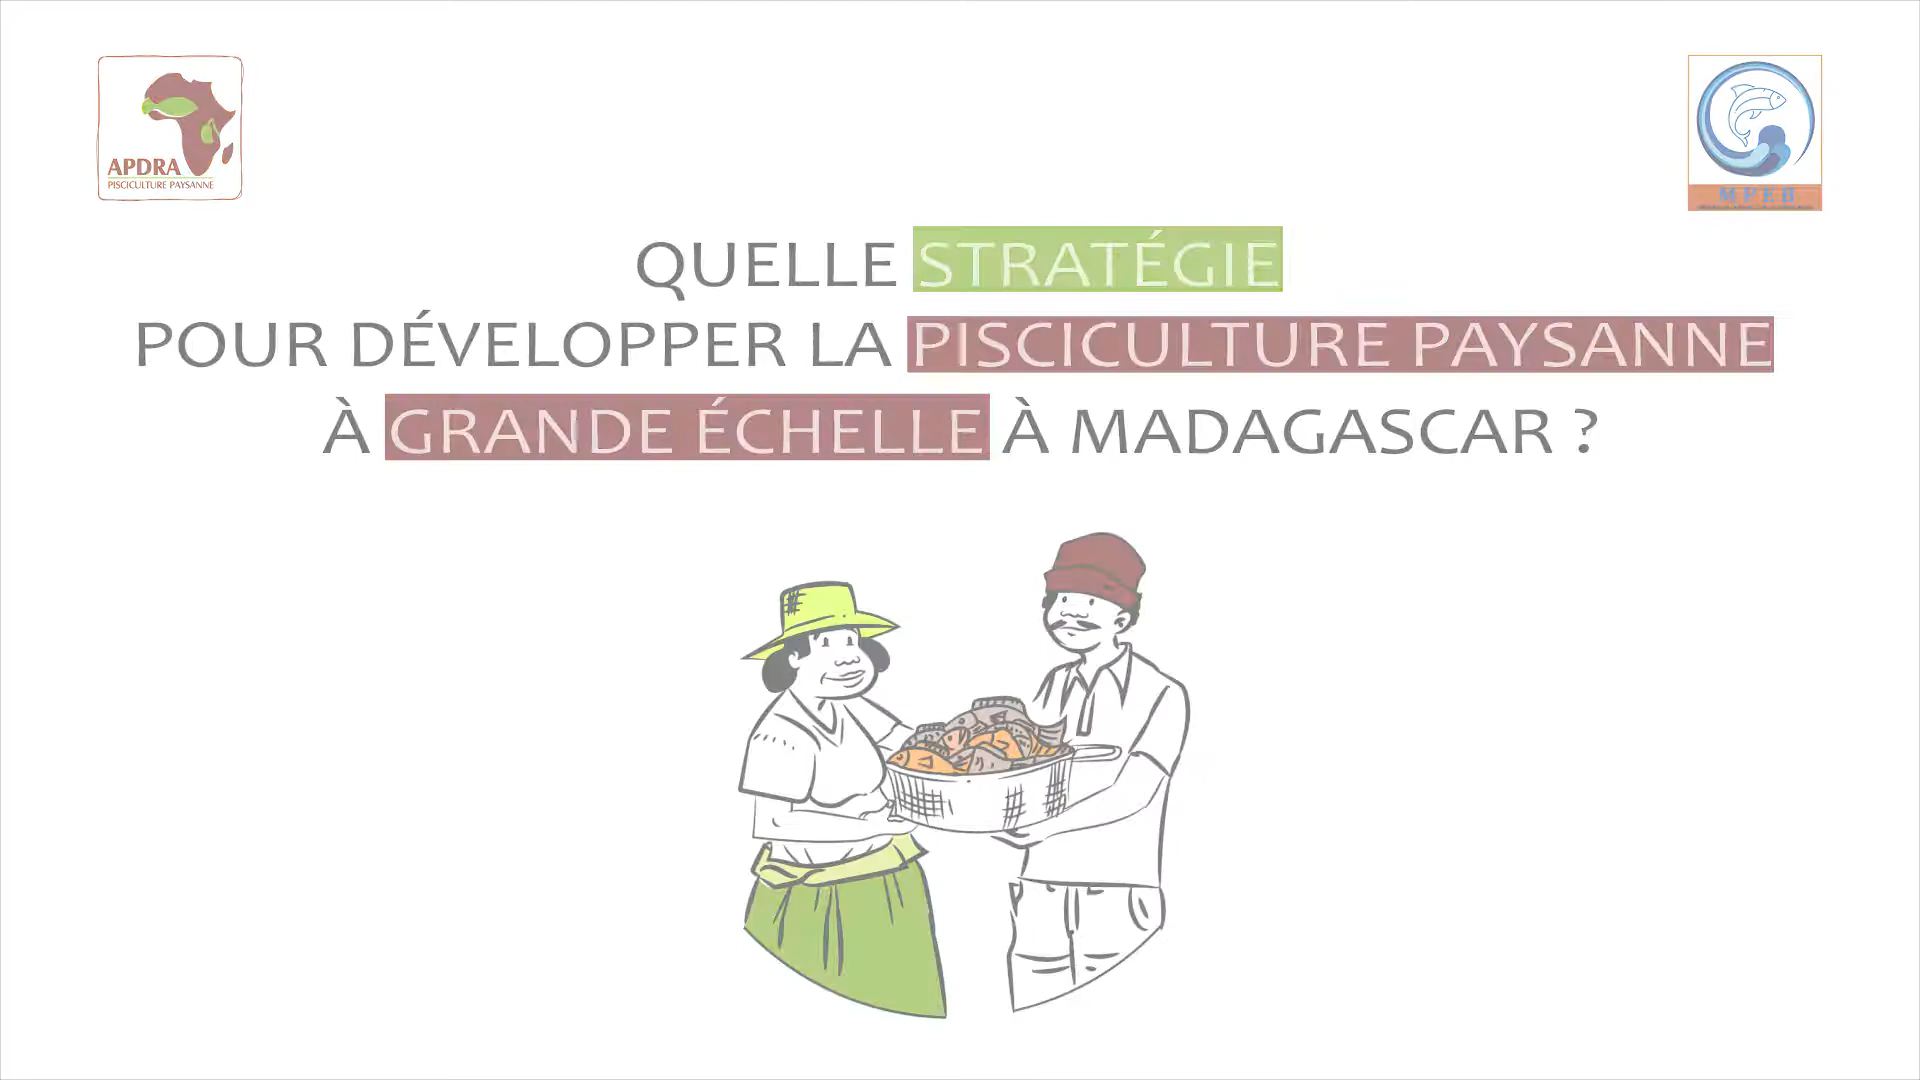 APDRA
PISCICULTURE PAYSANNE
MPEB
QUELLE STRATÉGIE
POUR DÉVELOPPER LA PISCICULTURE PAYSANNE
À GRANDE ÉCHELLE À MADAGASCAR ?